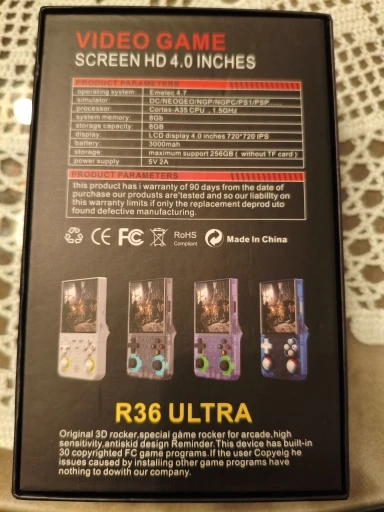 VIDEO GAME
SCREEN HD 4.0 INCHES
PRODUCT PARAMETERS
operating system: Emelec 4.7
simulator: DC/NEOGEO/NGP/NGPC/PS1/PSP
processor: Cortex-A35 CPU , 1.5GHz
system memory: 8Gb
storage capacity: 8GB
display: LCD display 4.0 inches 720*720 IPS
battery: 3000mah
storage: maximum support 256GB ( without TF card )
power supply 5V 2A
PRODUCT PARAMETERS
this product has i warranty of 90 days from the date of
purchase our products are'tested and so our liability on
this warranty limits if only the replacement deprod uto
found defective manufacturing.
CE FC RoHS Compliant Made In China
R36 ULTRA
Original 3D rocker,special game rocker for arcade,high
sensitivity,antiskid design Reminder.This device has built-in
30 copyrighted FC game programs.If the user Copyeig he
issues caused by installing other game programs have
nothing to dowith our company.